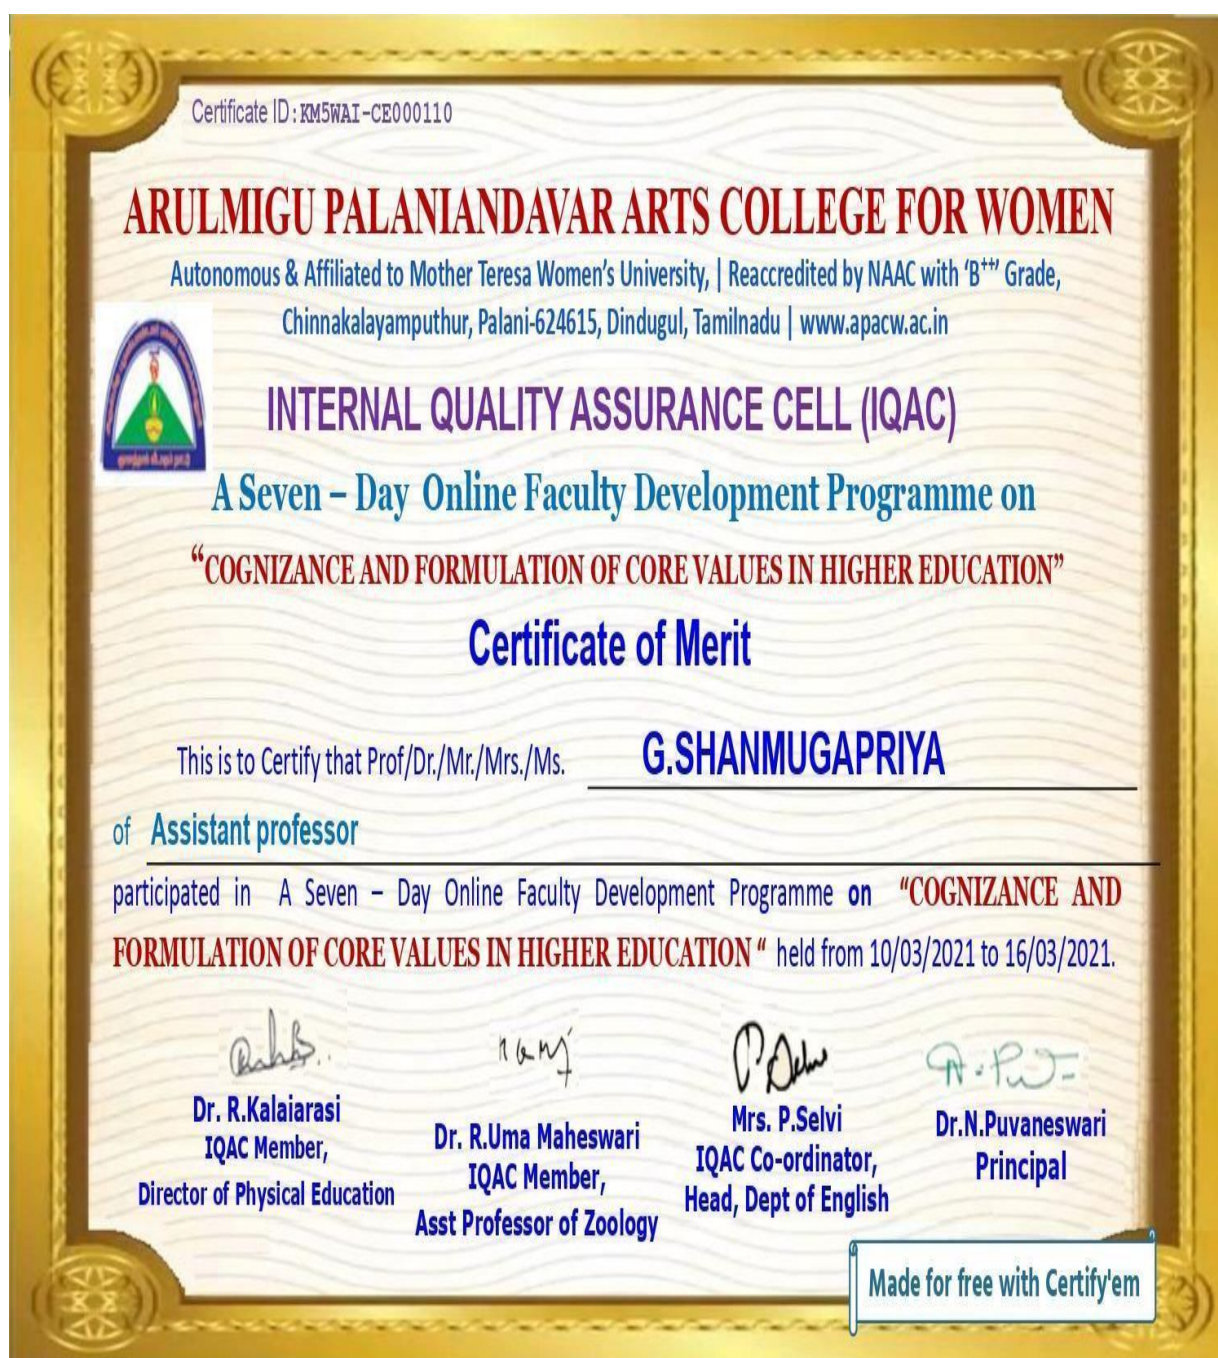 Certificate ID:KM5WAI-CE000110
ARULMIGU PALANIANDAVAR ARTS COLLEGE FOR WOMEN
Autonomous & Affiliated to Mother Teresa Women's University, | Reaccredited by NAAC with ‘B++’ Grade,
Chinnakalayamputhur, Palani-624615, Dindugul, Tamilnadu | www.apacw.ac.in
INTERNAL QUALITY ASSURANCE CELL (IQAC)
A Seven – Day Online Faculty Development Programme on
“COGNIZANCE AND FORMULATION OF CORE VALUES IN HIGHER EDUCATION”
Certificate of Merit
This is to Certify that Prof/Dr./Mr./Mrs./Ms. G.SHANMUGAPRIYA
of Assistant professor
participated in A Seven – Day Online Faculty Development Programme on “COGNIZANCE AND
FORMULATION OF CORE VALUES IN HIGHER EDUCATION “ held from 10/03/2021 to 16/03/2021.
Dr. R.Kalaiarasi
IQAC Member,
Director of Physical Education
Dr. R.Uma Maheswari
IQAC Member,
Asst Professor of Zoology
Mrs. P.Selvi
IQAC Co-ordinator,
Head, Dept of English
Dr.N.Puvaneswari
Principal
Made for free with Certify'em